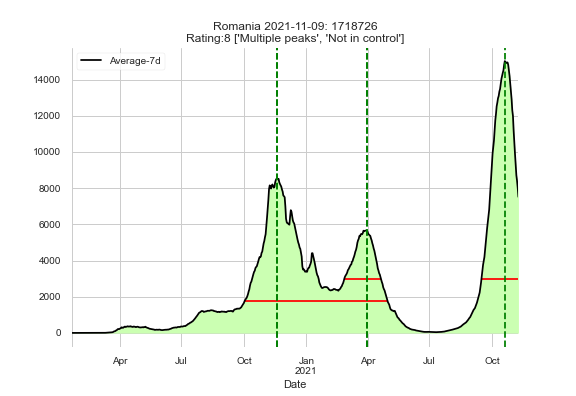 Romania 2021-11-09: 1718726
Rating:8 ['Multiple peaks', 'Not in control']
Average-7d
14000
12000
10000
8000
6000
4000
2000
0
Apr
Jul
Oct
Jan
2021
Apr
Jul
Oct
Date